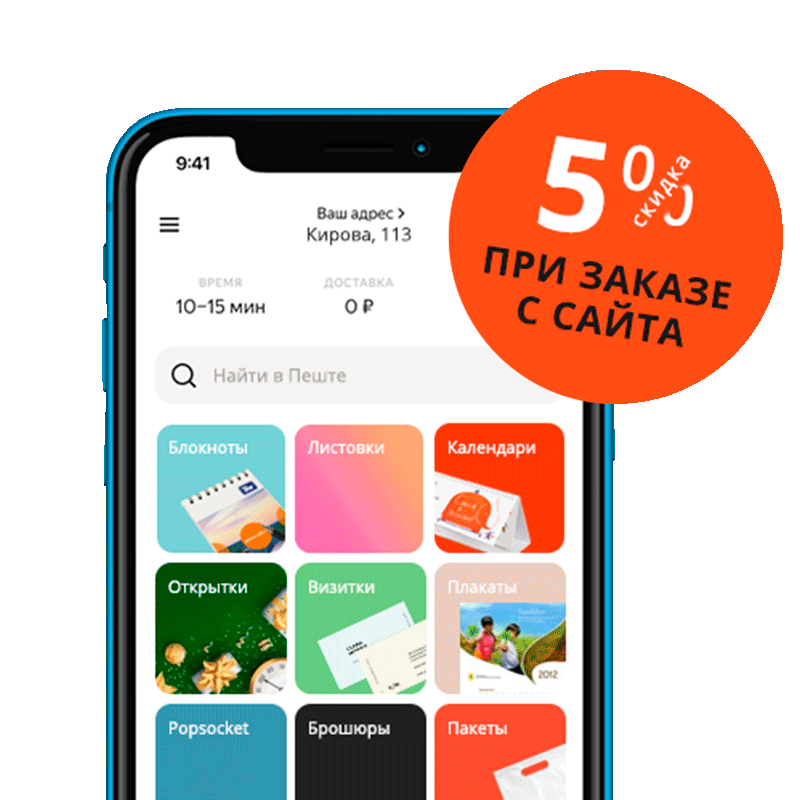 9:41
Ваш адрес >
Кирова, 113
ВРЕМЯ
10–15 мин
ДОСТАВКА
0 ₽
5%
скидка
ПРИ ЗАКАЗЕ
С САЙТА
Найти в Пеште
Блокноты
Листовки
Календари
Открытки
Визитки
Плакаты
2012
Popsocket
Брошюры
Пакеты